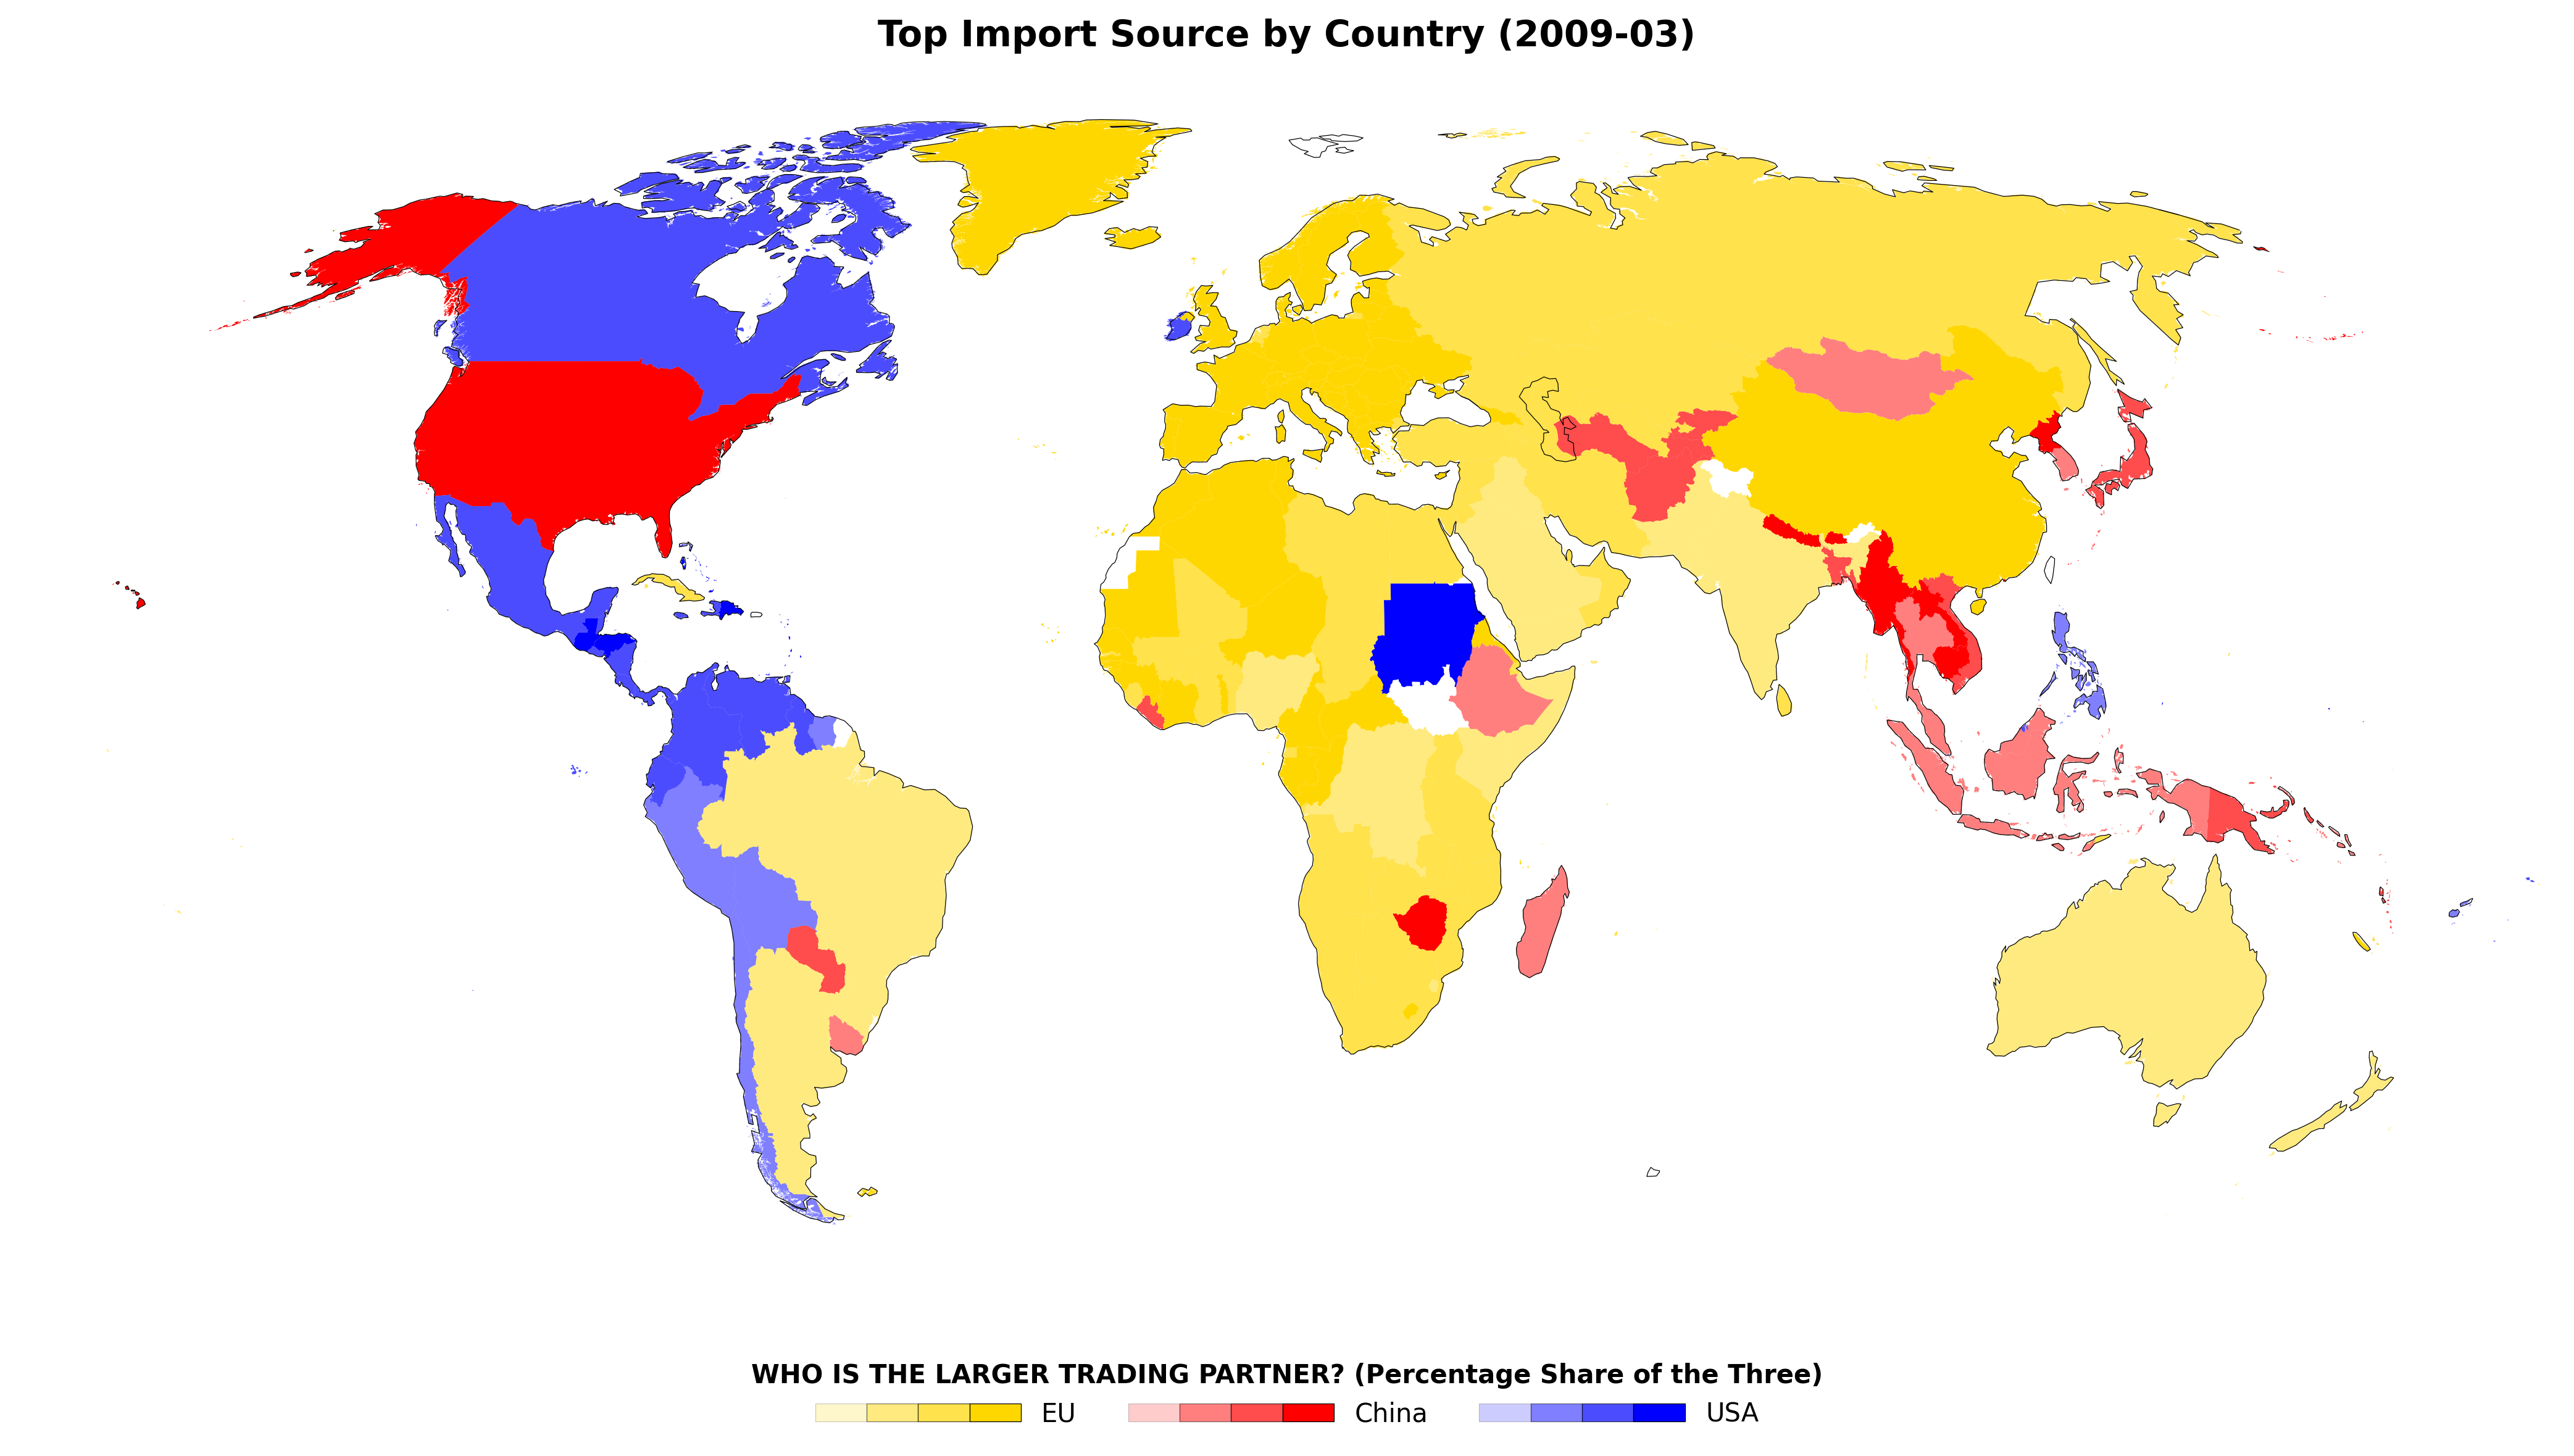 Top Import Source by Country (2009-03)
WHO IS THE LARGER TRADING PARTNER? (Percentage Share of the Three)
EU China USA